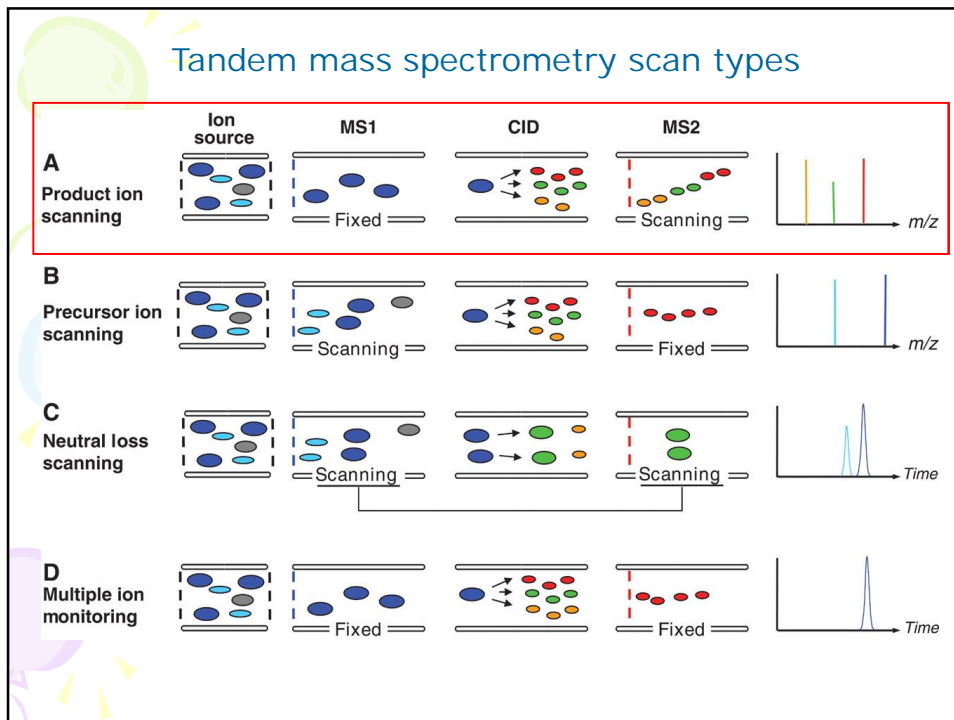 Tandem mass spectrometry scan types
Ion
source
MS1
CID
MS2
A
Product ion
scanning
Fixed
Scanning
m/z
B
Precursor ion
scanning
Scanning
Fixed
m/z
C
Neutral loss
scanning
Scanning
Scanning
Time
D
Multiple ion
monitoring
Fixed
Fixed
Time